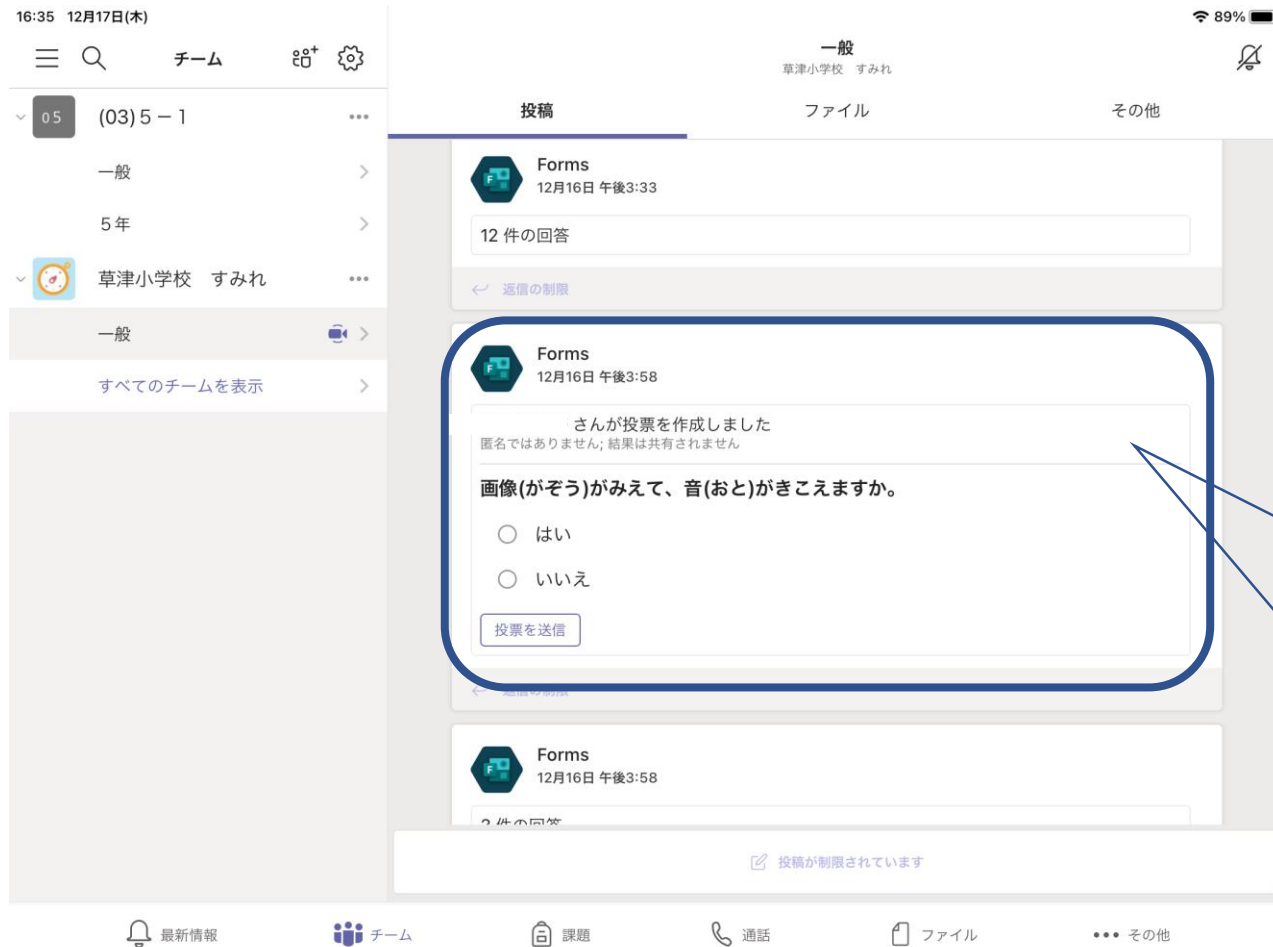 16:35 12月17日(木)
89%
チーム
05 (03)5－1
一般
5年
草津小学校　すみれ
一般
すべてのチームを表示
一般
草津小学校　すみれ
投稿 ファイル その他
Forms
12月16日 午後3:33
12 件の回答
返信の制限
Forms
12月16日 午後3:58
さんが投票を作成しました
匿名ではありません; 結果は共有されません
画像(がぞう)がみえて、音(おと)がきこえますか。
はい
いいえ
投票を送信
返信の制限
Forms
12月16日 午後3:58
件の回答
投稿が制限されています
最新情報 チーム 課題 通話 ファイル その他